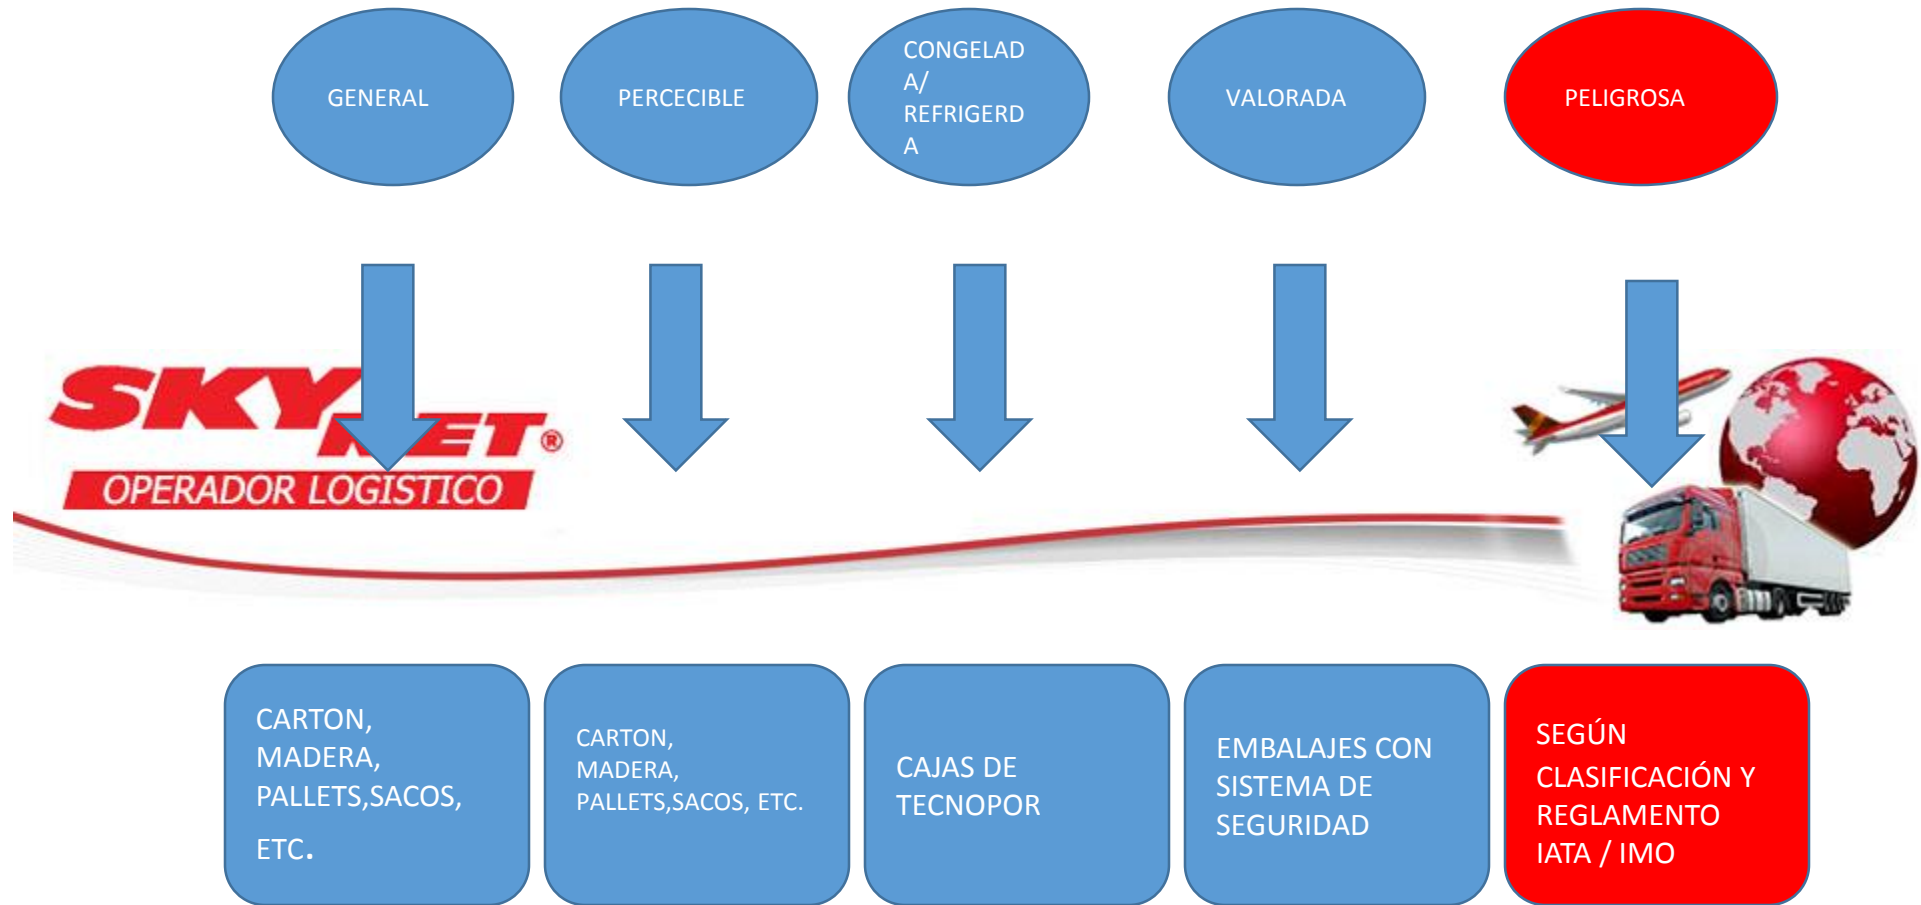 GENERAL
PERCECIBLE
CONGELAD
A/
REFRIGERD
A
VALORADA
PELIGROSA
SKYNET®
OPERADOR LOGISTICO
CARTON,
MADERA,
PALLETS,SACOS,
ETC.
CARTON,
MADERA,
PALLETS,SACOS, ETC.
CAJAS DE
TECNOPOR
EMBALAJES CON
SISTEMA DE
SEGURIDAD
SEGÚN
CLASIFICACIÓN Y
REGLAMENTO
IATA / IMO